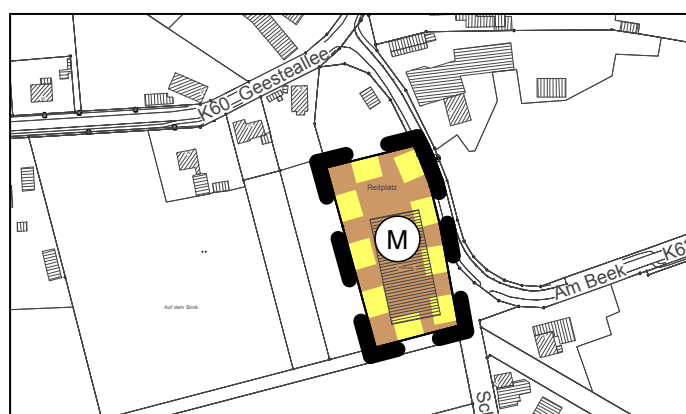 K60 Geesteallee
Reitplatz
M
K6
Am Beek
Auf dem Brink
Sc